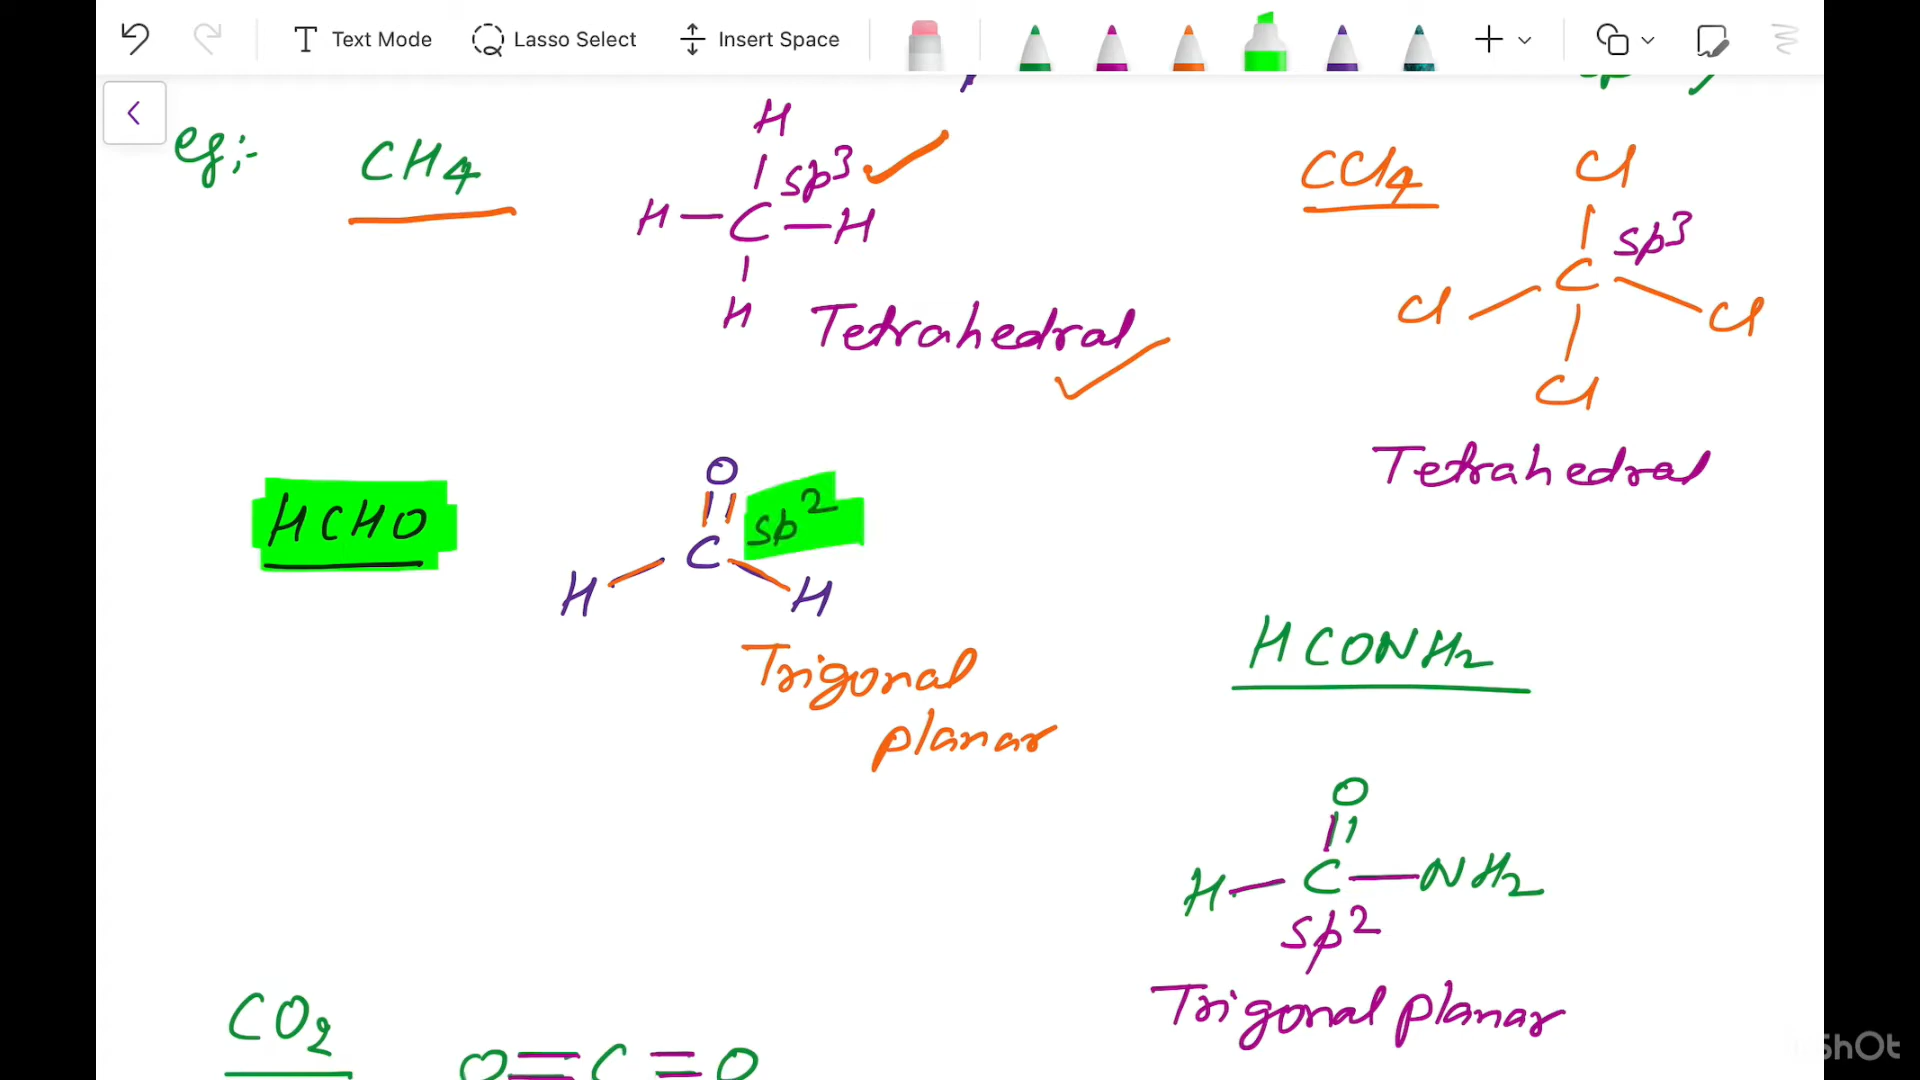 Text Mode Lasso Select Insert Space
eg;- CH4
H
sp3
H-C-H
H
Tetrahedral
CCl4
Cl
sp3
C
Cl Cl
Cl
Tetrahedral
HCHO
O
sp2
C
H H
Trigonal
planar
HCONH2
O
H-C-NH2
sp2
Trigonal planar
CO2
O=C=O